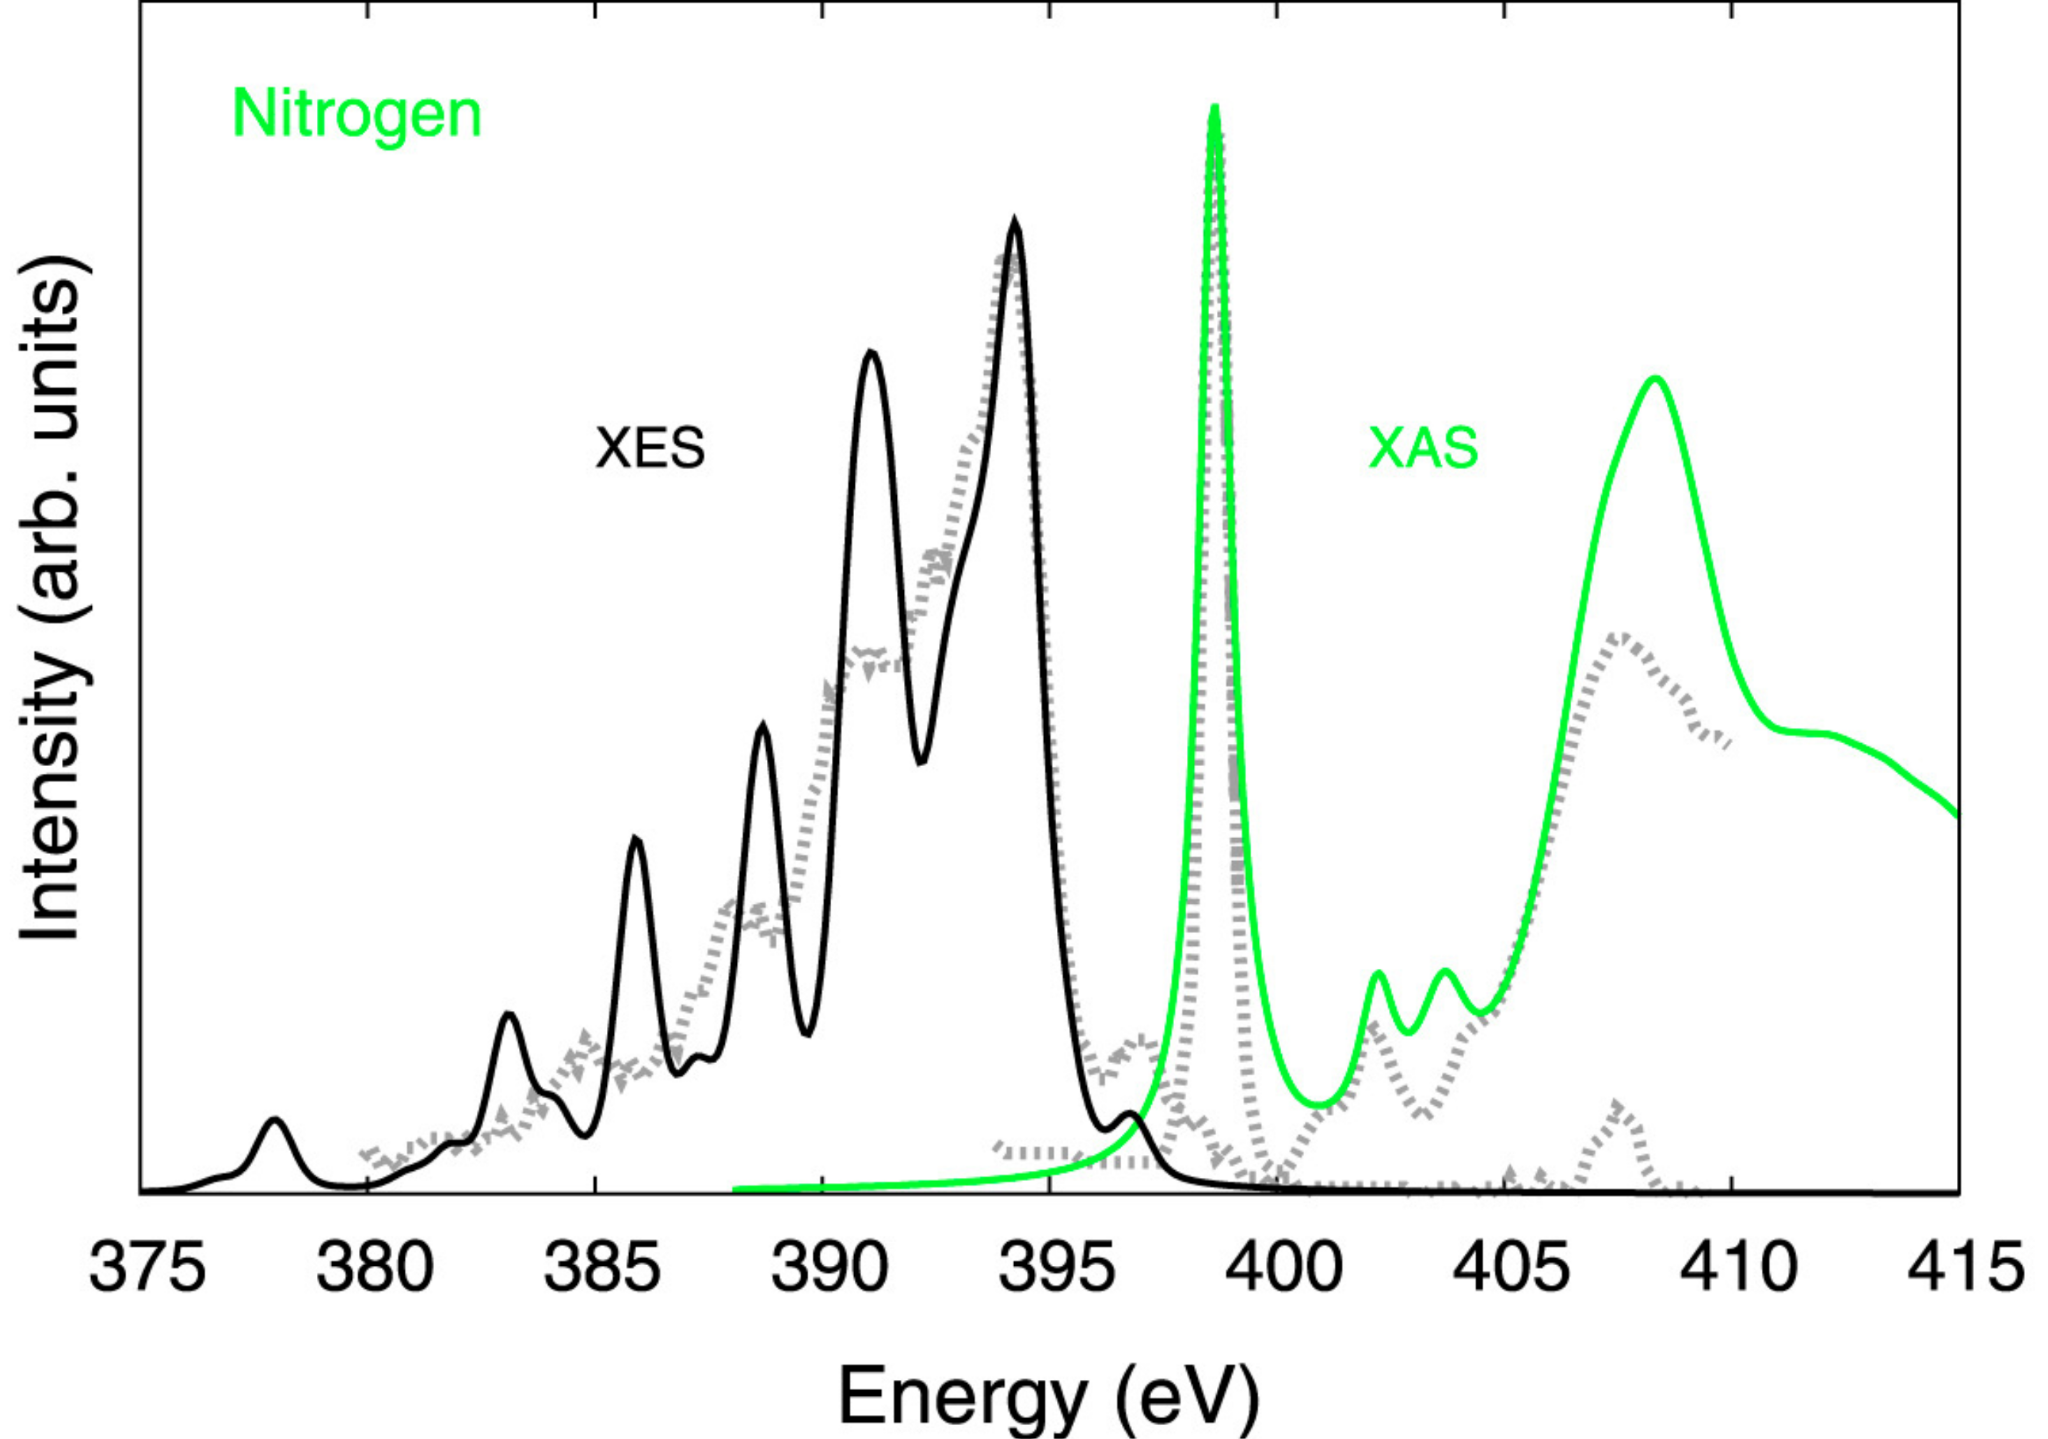 Nitrogen
XES
XAS
Intensity (arb. units)
375 380 385 390 395 400 405 410 415
Energy (eV)